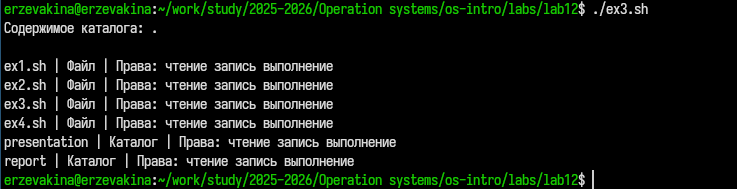 erzevakina@erzevakina:~/work/study/2025-2026/Operation systems/os-intro/labs/lab12$ ./ex3.sh
Содержимое каталога: .
ex1.sh | Файл | Права: чтение запись выполнение
ex2.sh | Файл | Права: чтение запись выполнение
ex3.sh | Файл | Права: чтение запись выполнение
ex4.sh | Файл | Права: чтение запись выполнение
presentation | Каталог | Права: чтение запись выполнение
report | Каталог | Права: чтение запись выполнение
erzevakina@erzevakina:~/work/study/2025-2026/Operation systems/os-intro/labs/lab12$